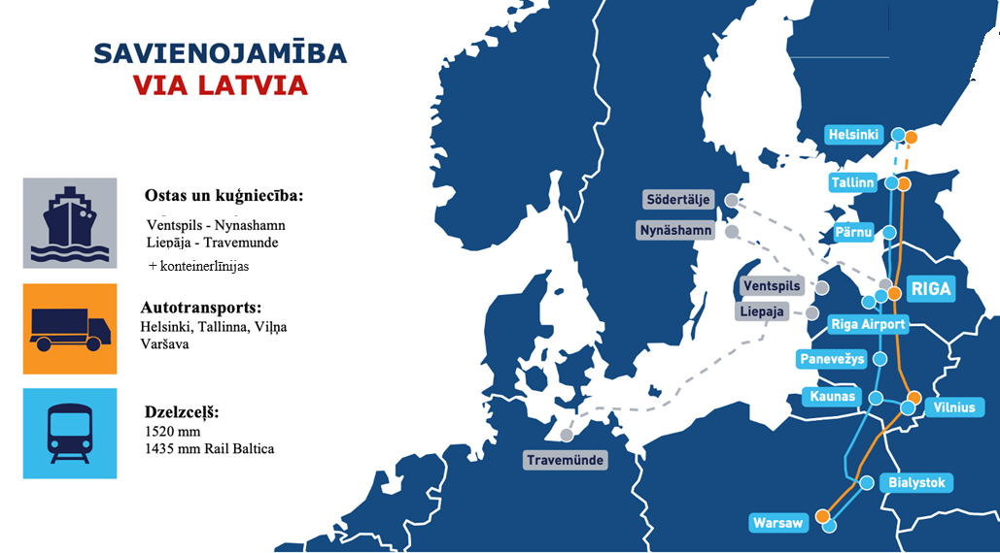 SAVIENOJAMĪBA
VIA LATVIA
Ostas un kuģniecība:
Ventspils - Nynashamn
Liepāja - Travemunde
+ konteinerlīnijas
Autotransports:
Helsinki, Tallinna, Viļņa
Varšava
Dzelzceļš:
1520 mm
1435 mm Rail Baltica
Helsinki
Tallinn
Södertälje
Nynäshamn
Pärnu
Ventspils
RIGA
Liepaja
Riga Airport
Panevežys
Kaunas
Vilnius
Travemünde
Bialystok
Warsaw